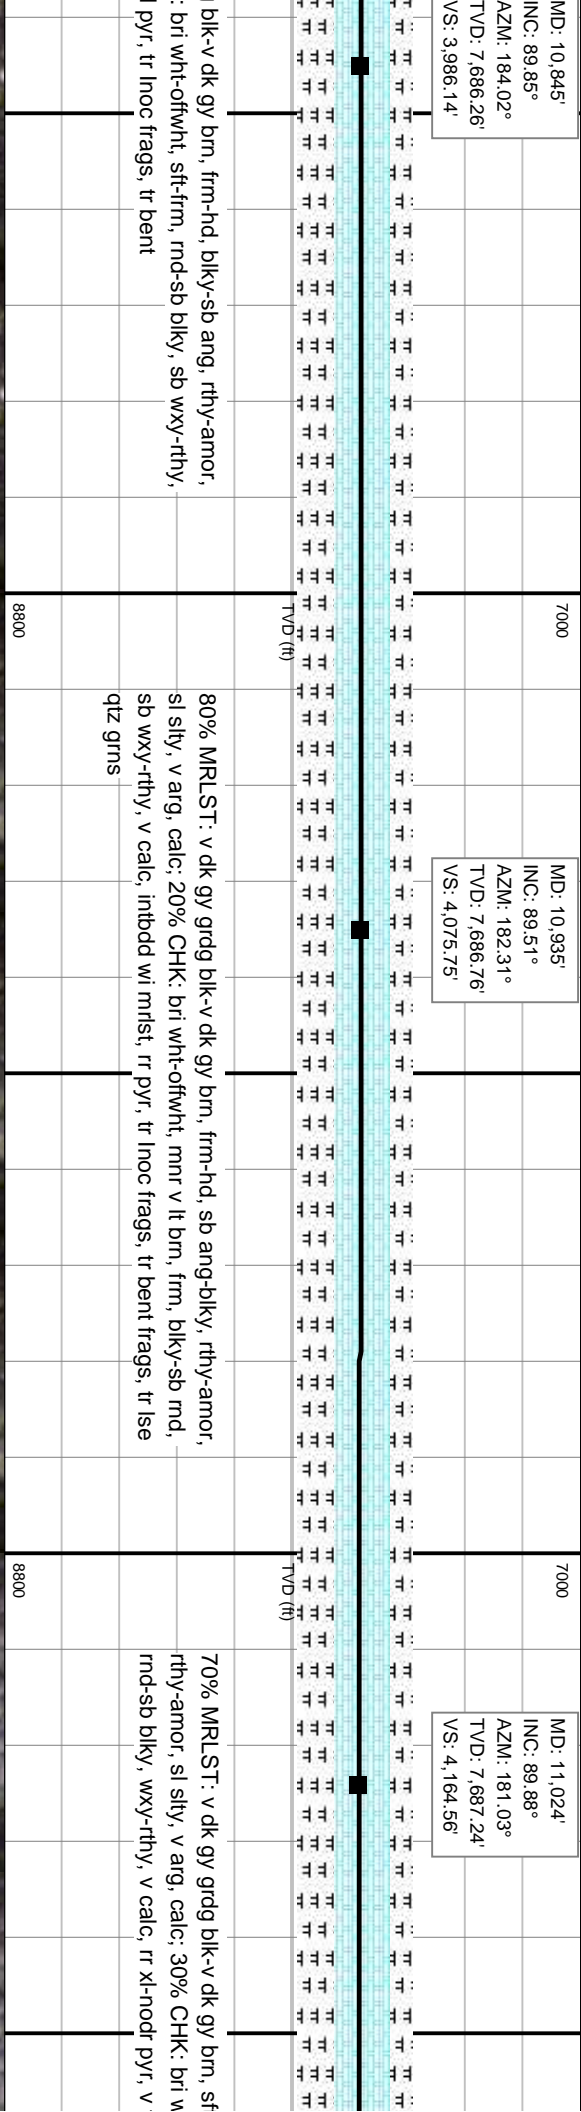 MD: 10,845'
INC: 89.85°
AZM: 184.02°
TVD: 7,686.26'
VS: 3,986.14'
blk-v dk gy brn, frm-hd, blky-sb ang, rthy-amor,
: bri wht-offwht, sft-frm, rnd-sb blky, sb wxy-rthy,
pyr, tr Inoc frags, tr bent
7000
TVD (ft)
8800
MD: 10,935'
INC: 89.51°
AZM: 182.31°
TVD: 7,686.76'
VS: 4,075.75'
80% MRLST: v dk gy grdg blk-v dk gy brn, frm-hd, sb ang-blky, rthy-amor,
sl slty, v arg, calc; 20% CHK: bri wht-offwht, mnr v lt brn, frm, blky-sb rnd,
sb wxy-rthy, v calc, intbdd wi mrlst, rr pyr, tr Inoc frags, tr bent frags, tr lse
qtz grns
7000
TVD (ft)
8800
MD: 11,024'
INC: 89.88°
AZM: 181.03°
TVD: 7,687.24'
VS: 4,164.56'
70% MRLST: v dk gy grdg blk-v dk gy brn, sf
rthy-amor, sl slty, v arg, calc; 30% CHK: bri w
rnd-sb blky, wxy-rthy, v calc, rr xl-nodr pyr, v